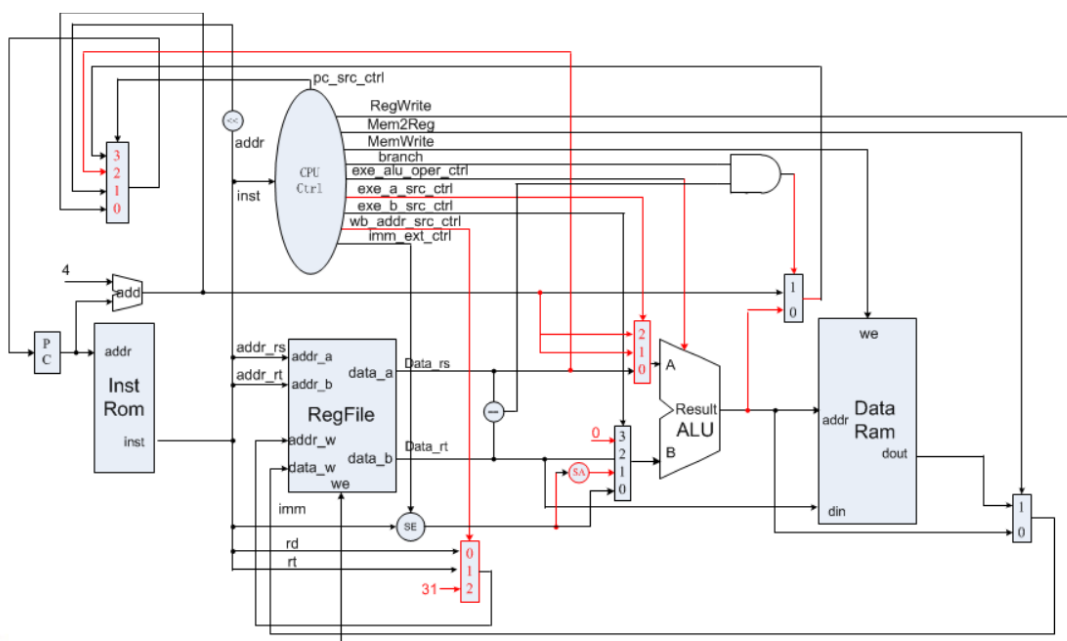 pc_src_ctrl
RegWrite
Mem2Reg
MemWrite
branch
exe_alu_oper_ctrl
exe_a_src_ctrl
exe_b_src_ctrl
wb_addr_src_ctrl
imm_ext_ctrl
<<
addr
inst
CPU
Ctrl
3
2
1
0
4
add
P
C
addr
Inst
Rom
inst
addr_rs
addr_rt
addr_a
addr_b
data_a
RegFile
addr_w
data_w
data_b
we
Data_rs
Data_rt
imm
SE
rd
rt
31
0
1
2
2
1
0
0
SA
3
2
1
0
A
B
Result
ALU
1
0
we
addr
Data
Ram
dout
din
1
0